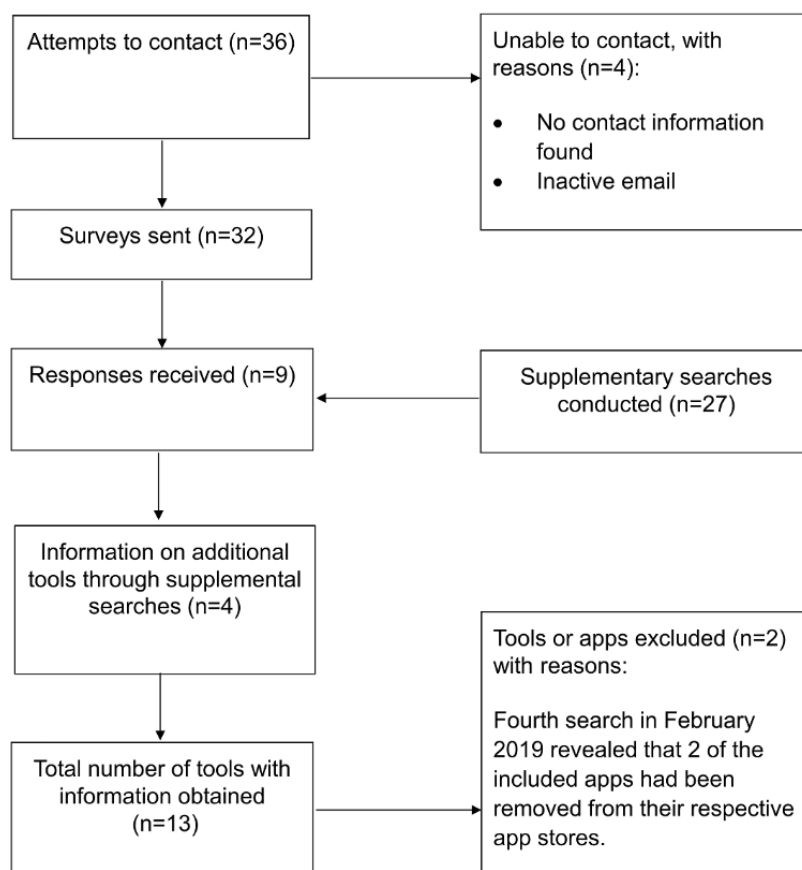 Attempts to contact (n=36)
Unable to contact, with
reasons (n=4):
• No contact information
found
• Inactive email
Surveys sent (n=32)
Responses received (n=9)
Supplementary searches
conducted (n=27)
Information on additional
tools through supplemental
searches (n=4)
Tools or apps excluded (n=2)
with reasons:
Fourth search in February
2019 revealed that 2 of the
included apps had been
removed from their respective
app stores.
Total number of tools with
information obtained
(n=13)